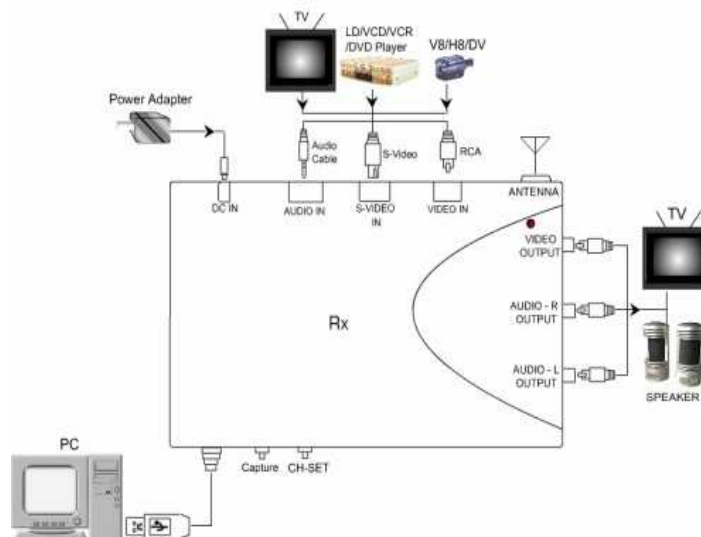 TV
LD/VCD/VCR
/DVD Player
V8/H8/DV
Power Adapter
Audio
Cable
S-Video
RCA
ANTENNA
DC IN
AUDIO IN
S-VIDEO
IN
VIDEO IN
TV
VIDEO
OUTPUT
AUDIO - R
OUTPUT
Rx
AUDIO - L
OUTPUT
SPEAKER
PC
Capture
CH-SET